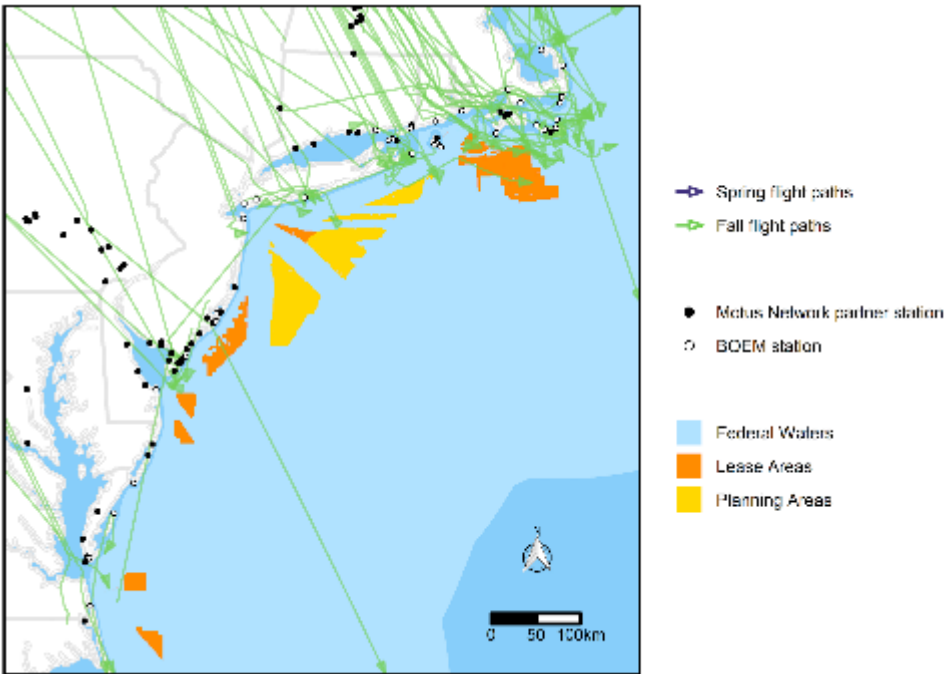 Spring flight paths
Fall flight paths
Motus Network partner station
BOEM station
Federal Waters
Lease Areas
Planning Areas
0 50 100km